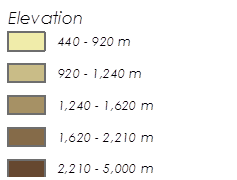 Elevation
440 - 920 m
920 - 1,240 m
1,240 - 1,620 m
1,620 - 2,210 m
2,210 - 5,000 m